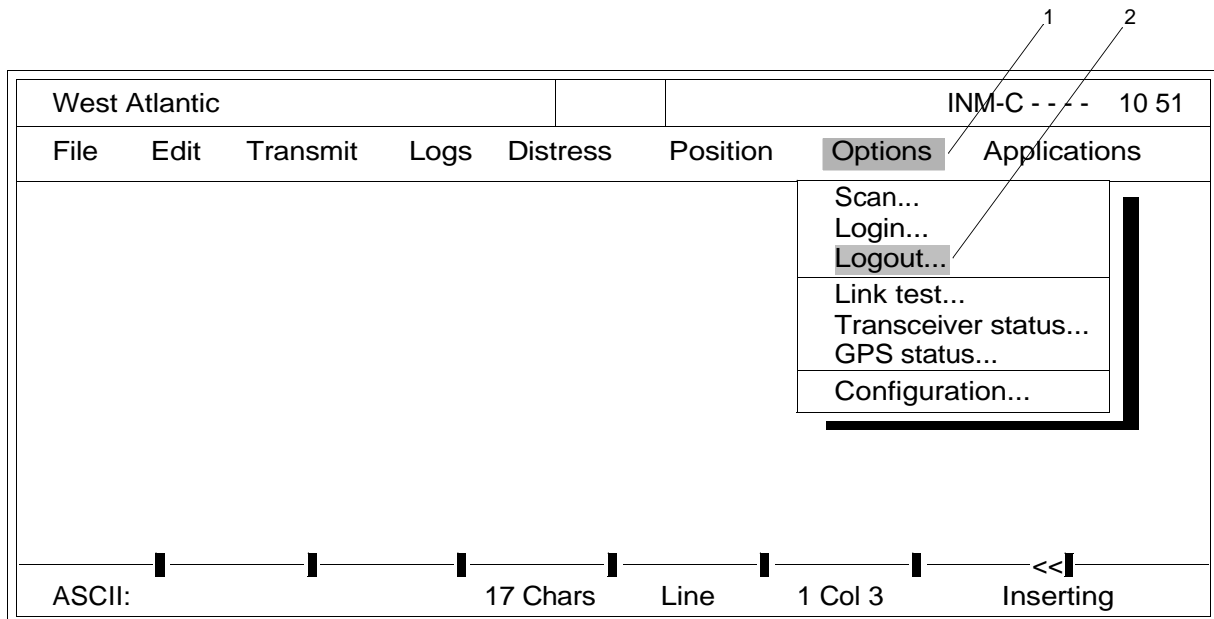 1 2
West Atlantic INM-C - - - - 10 51
File Edit Transmit Logs Distress Position Options Applications
Scan...
Login...
Logout...
Link test...
Transceiver status...
GPS status...
Configuration...
<<
ASCII: 17 Chars Line 1 Col 3 Inserting